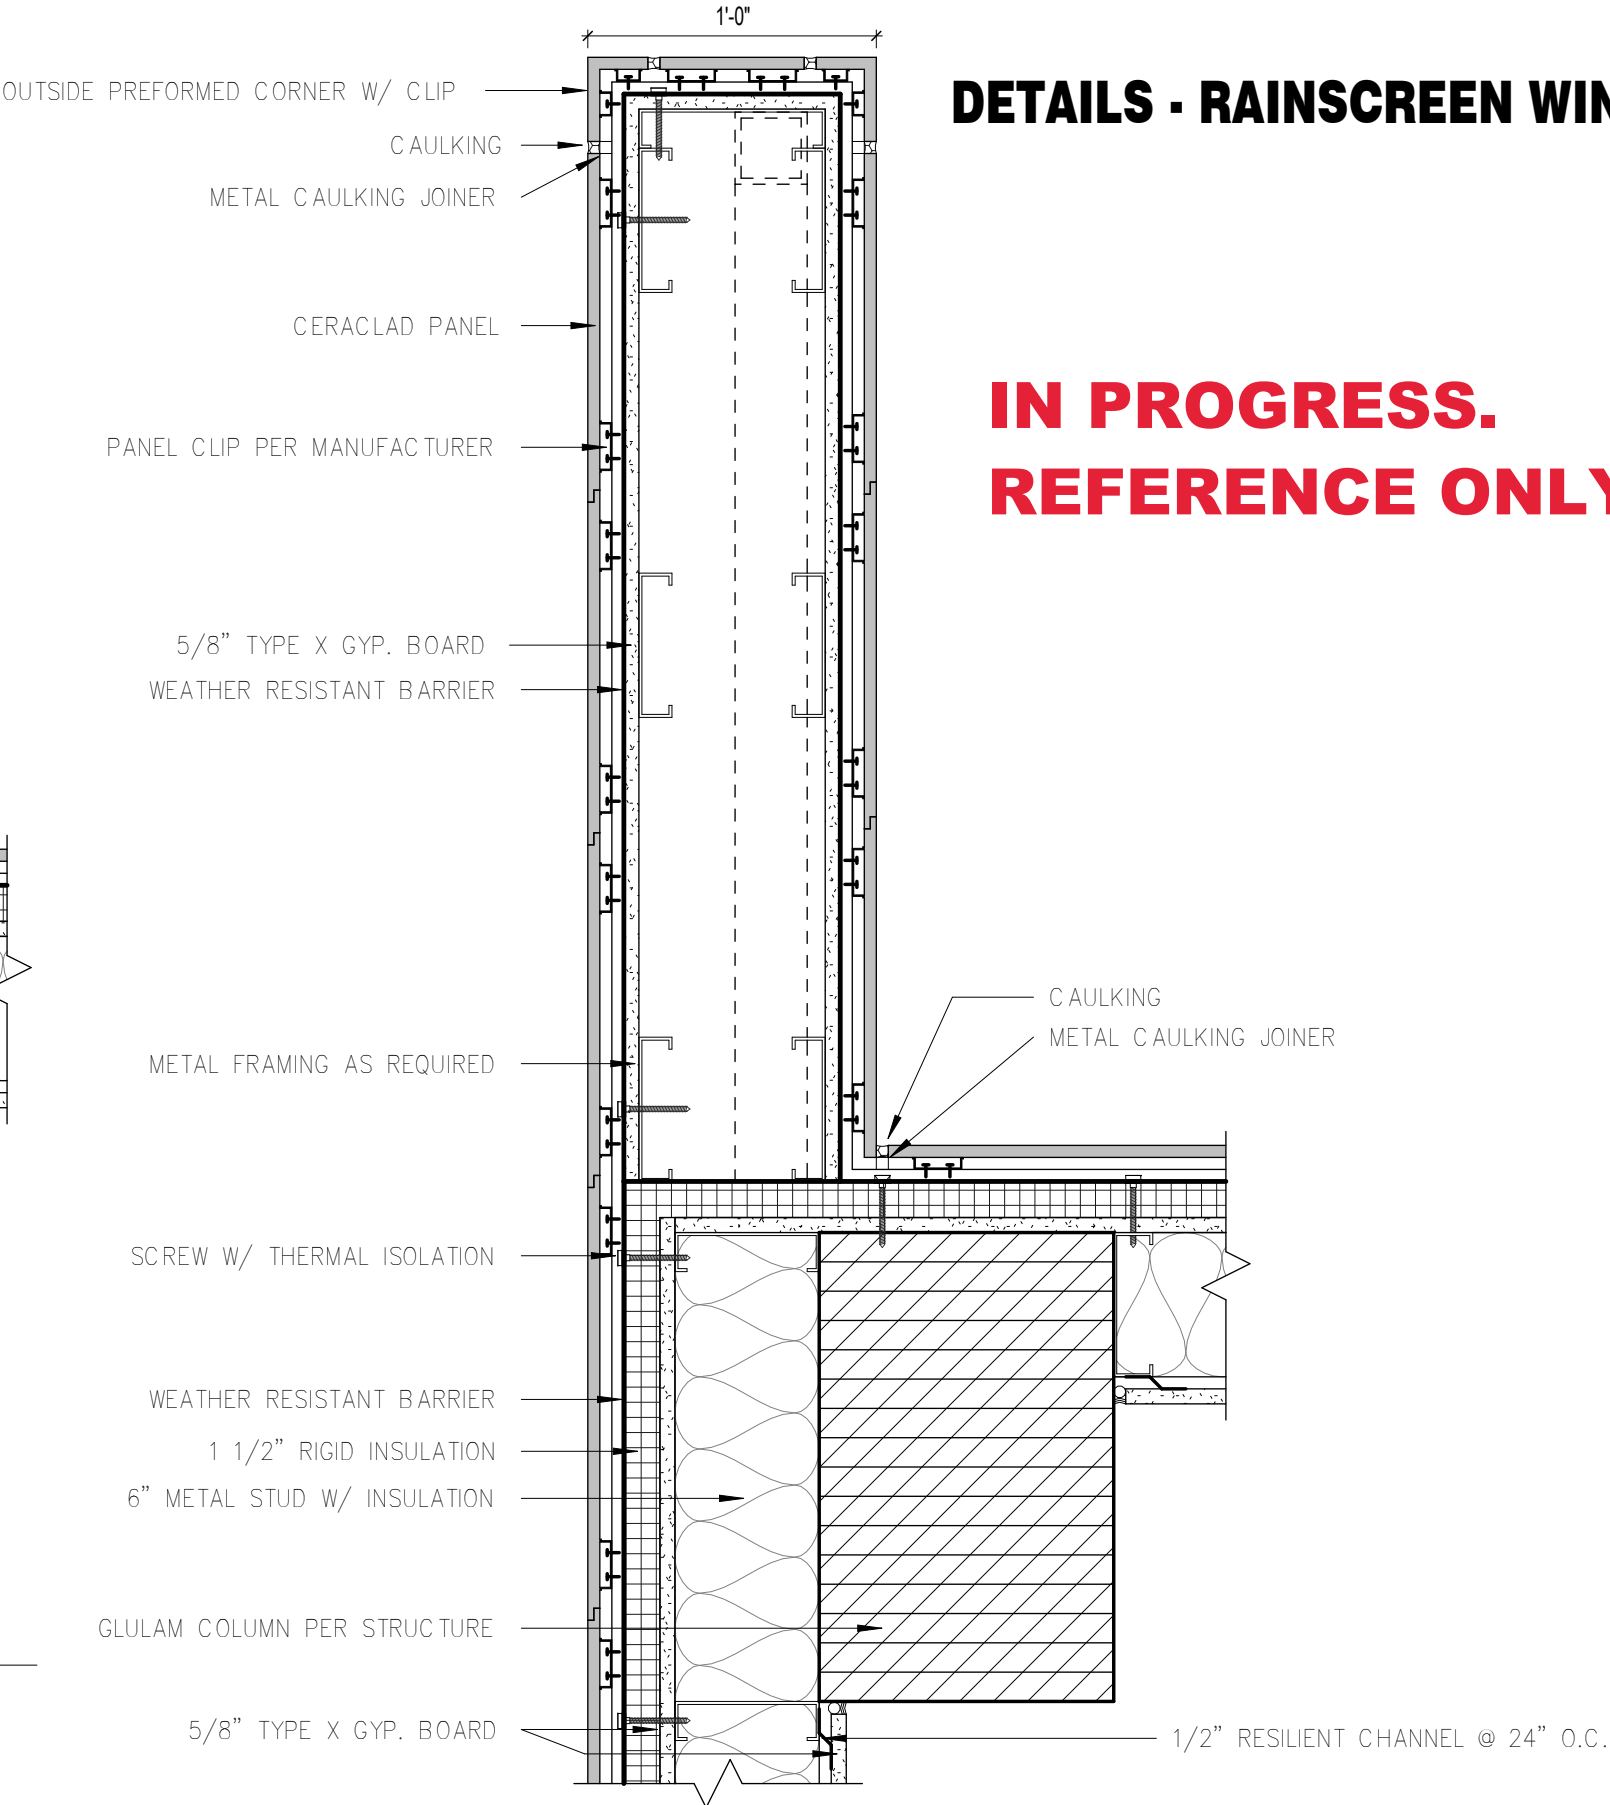 1'-0"
OUTSIDE PREFORMED CORNER W/ CLIP
DETAILS - RAINSCREEN WIN
CAULKING
METAL CAULKING JOINER
CERACLAD PANEL
IN PROGRESS.
REFERENCE ONLY
PANEL CLIP PER MANUFACTURER
5/8” TYPE X GYP. BOARD
WEATHER RESISTANT BARRIER
CAULKING
METAL CAULKING JOINER
METAL FRAMING AS REQUIRED
SCREW W/ THERMAL ISOLATION
WEATHER RESISTANT BARRIER
1 1/2” RIGID INSULATION
6” METAL STUD W/ INSULATION
GLULAM COLUMN PER STRUCTURE
5/8” TYPE X GYP. BOARD
1/2” RESILIENT CHANNEL @ 24” O.C.